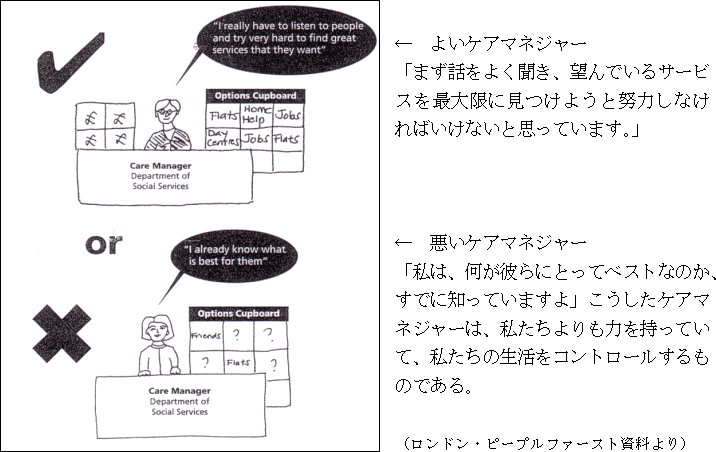 "I really have to listen to people
and try very hard to find great
services that they want"
Options Cupboard
Flats Home Help Jobs
Day Centres Jobs Flats
Care Manager
Department of
Social Services
or
"I already know what
is best for them"
Options Cupboard
Friends ? ?
? Flats ?
Care Manager
Department of
Social Services
← よいケアマネジャー
「まず話をよく聞き、望んでいるサービ
スを最大限に見つけようと努力しなけ
ればいけないと思っています。」
← 悪いケアマネジャー
「私は、何が彼らにとってベストなのか、
すでに知っていますよ」こうしたケアマ
ネジャーは、私たちよりも力を持ってい
て、私たちの生活をコントロールするも
のである。
（ロンドン・ピープルファースト資料より）